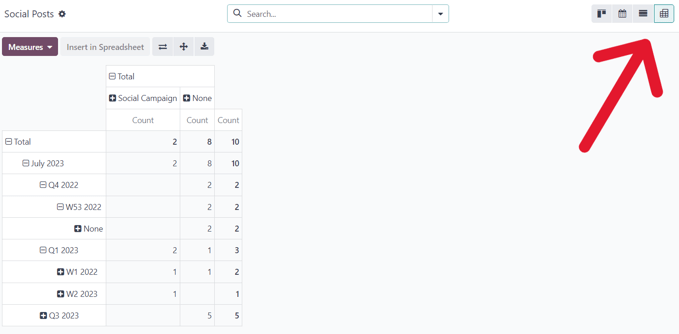 Social Posts
Search...
Measures Insert in Spreadsheet
Total
Social Campaign None
Count Count Count
Total 2 8 10
July 2023 2 8 10
Q4 2022 2 2
W53 2022 2 2
None 2 2
Q1 2023 2 1 3
W1 2022 1 1 2
W2 2023 1 1
Q3 2023 5 5